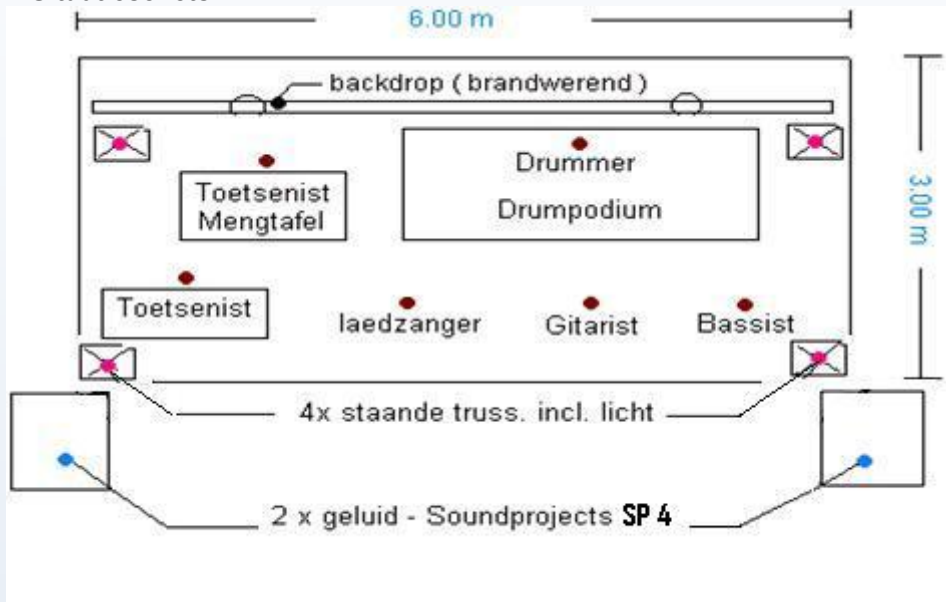 6.00 m
backdrop ( brandwerend )
Drummer
Drumpodium
Toetsenist
Mengtafel
3.00 m
Toetsenist
laedzanger
Gitarist
Bassist
4x staande truss. incl. licht
2 x geluid - Soundprojects SP 4